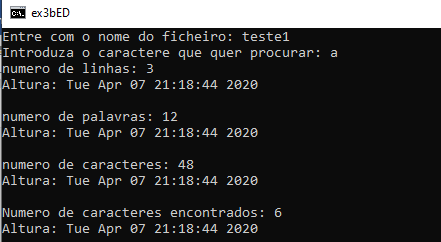 ex3bED
Entre com o nome do ficheiro: teste1
Introduza o caractere que quer procurar: a
numero de linhas: 3
Altura: Tue Apr 07 21:18:44 2020
numero de palavras: 12
Altura: Tue Apr 07 21:18:44 2020
numero de caracteres: 48
Altura: Tue Apr 07 21:18:44 2020
Numero de caracteres encontrados: 6
Altura: Tue Apr 07 21:18:44 2020